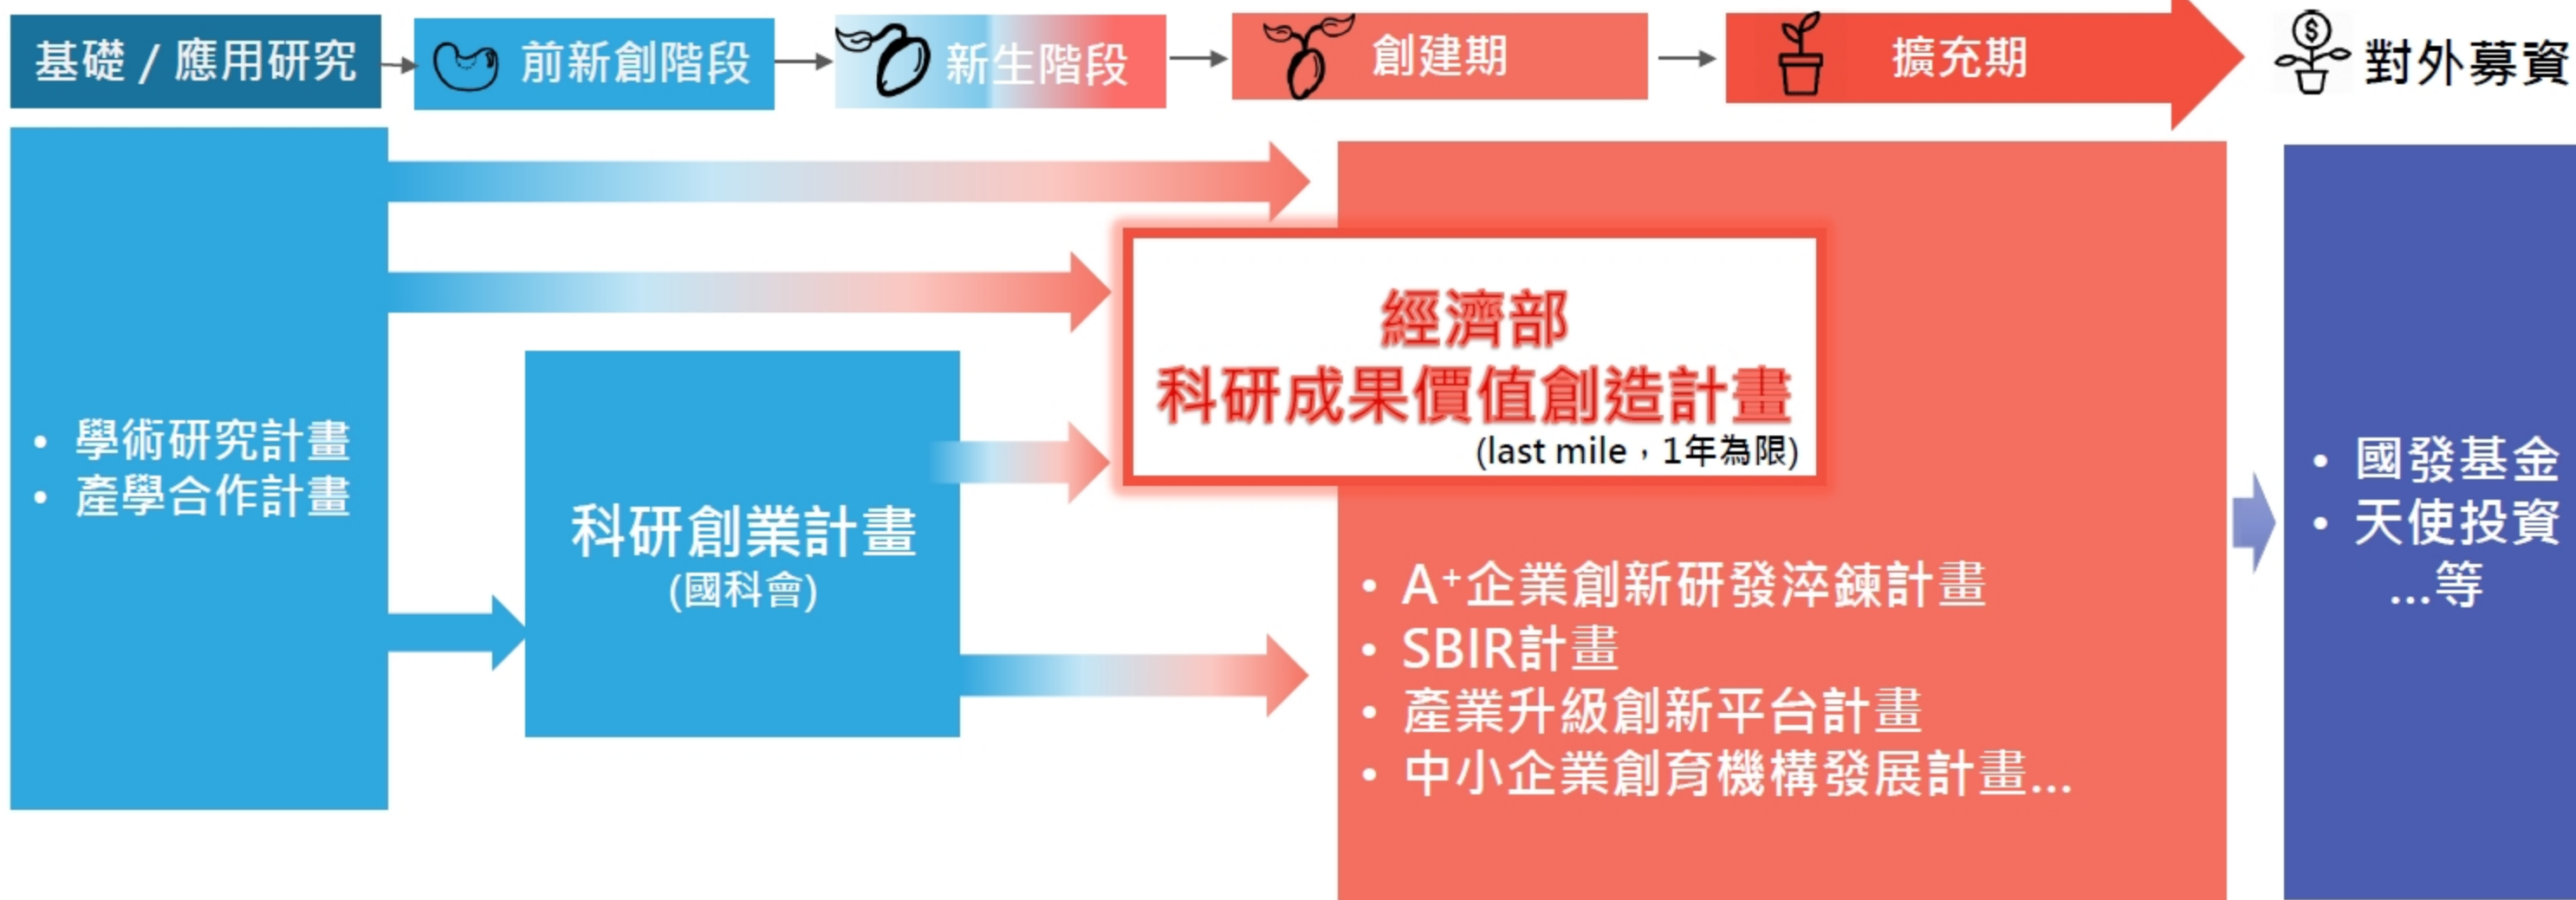 基礎 / 應用研究
前新創階段
新生階段
創建期
擴充期
$
對外募資
• 學術研究計畫
• 產學合作計畫
科研創業計畫
(國科會)
經濟部
科研成果價值創造計畫
(last mile，1年為限)
• A⁺企業創新研發淬鍊計畫
• SBIR計畫
• 產業升級創新平台計畫
• 中小企業創育機構發展計畫...
• 國發基金
• 天使投資
...等